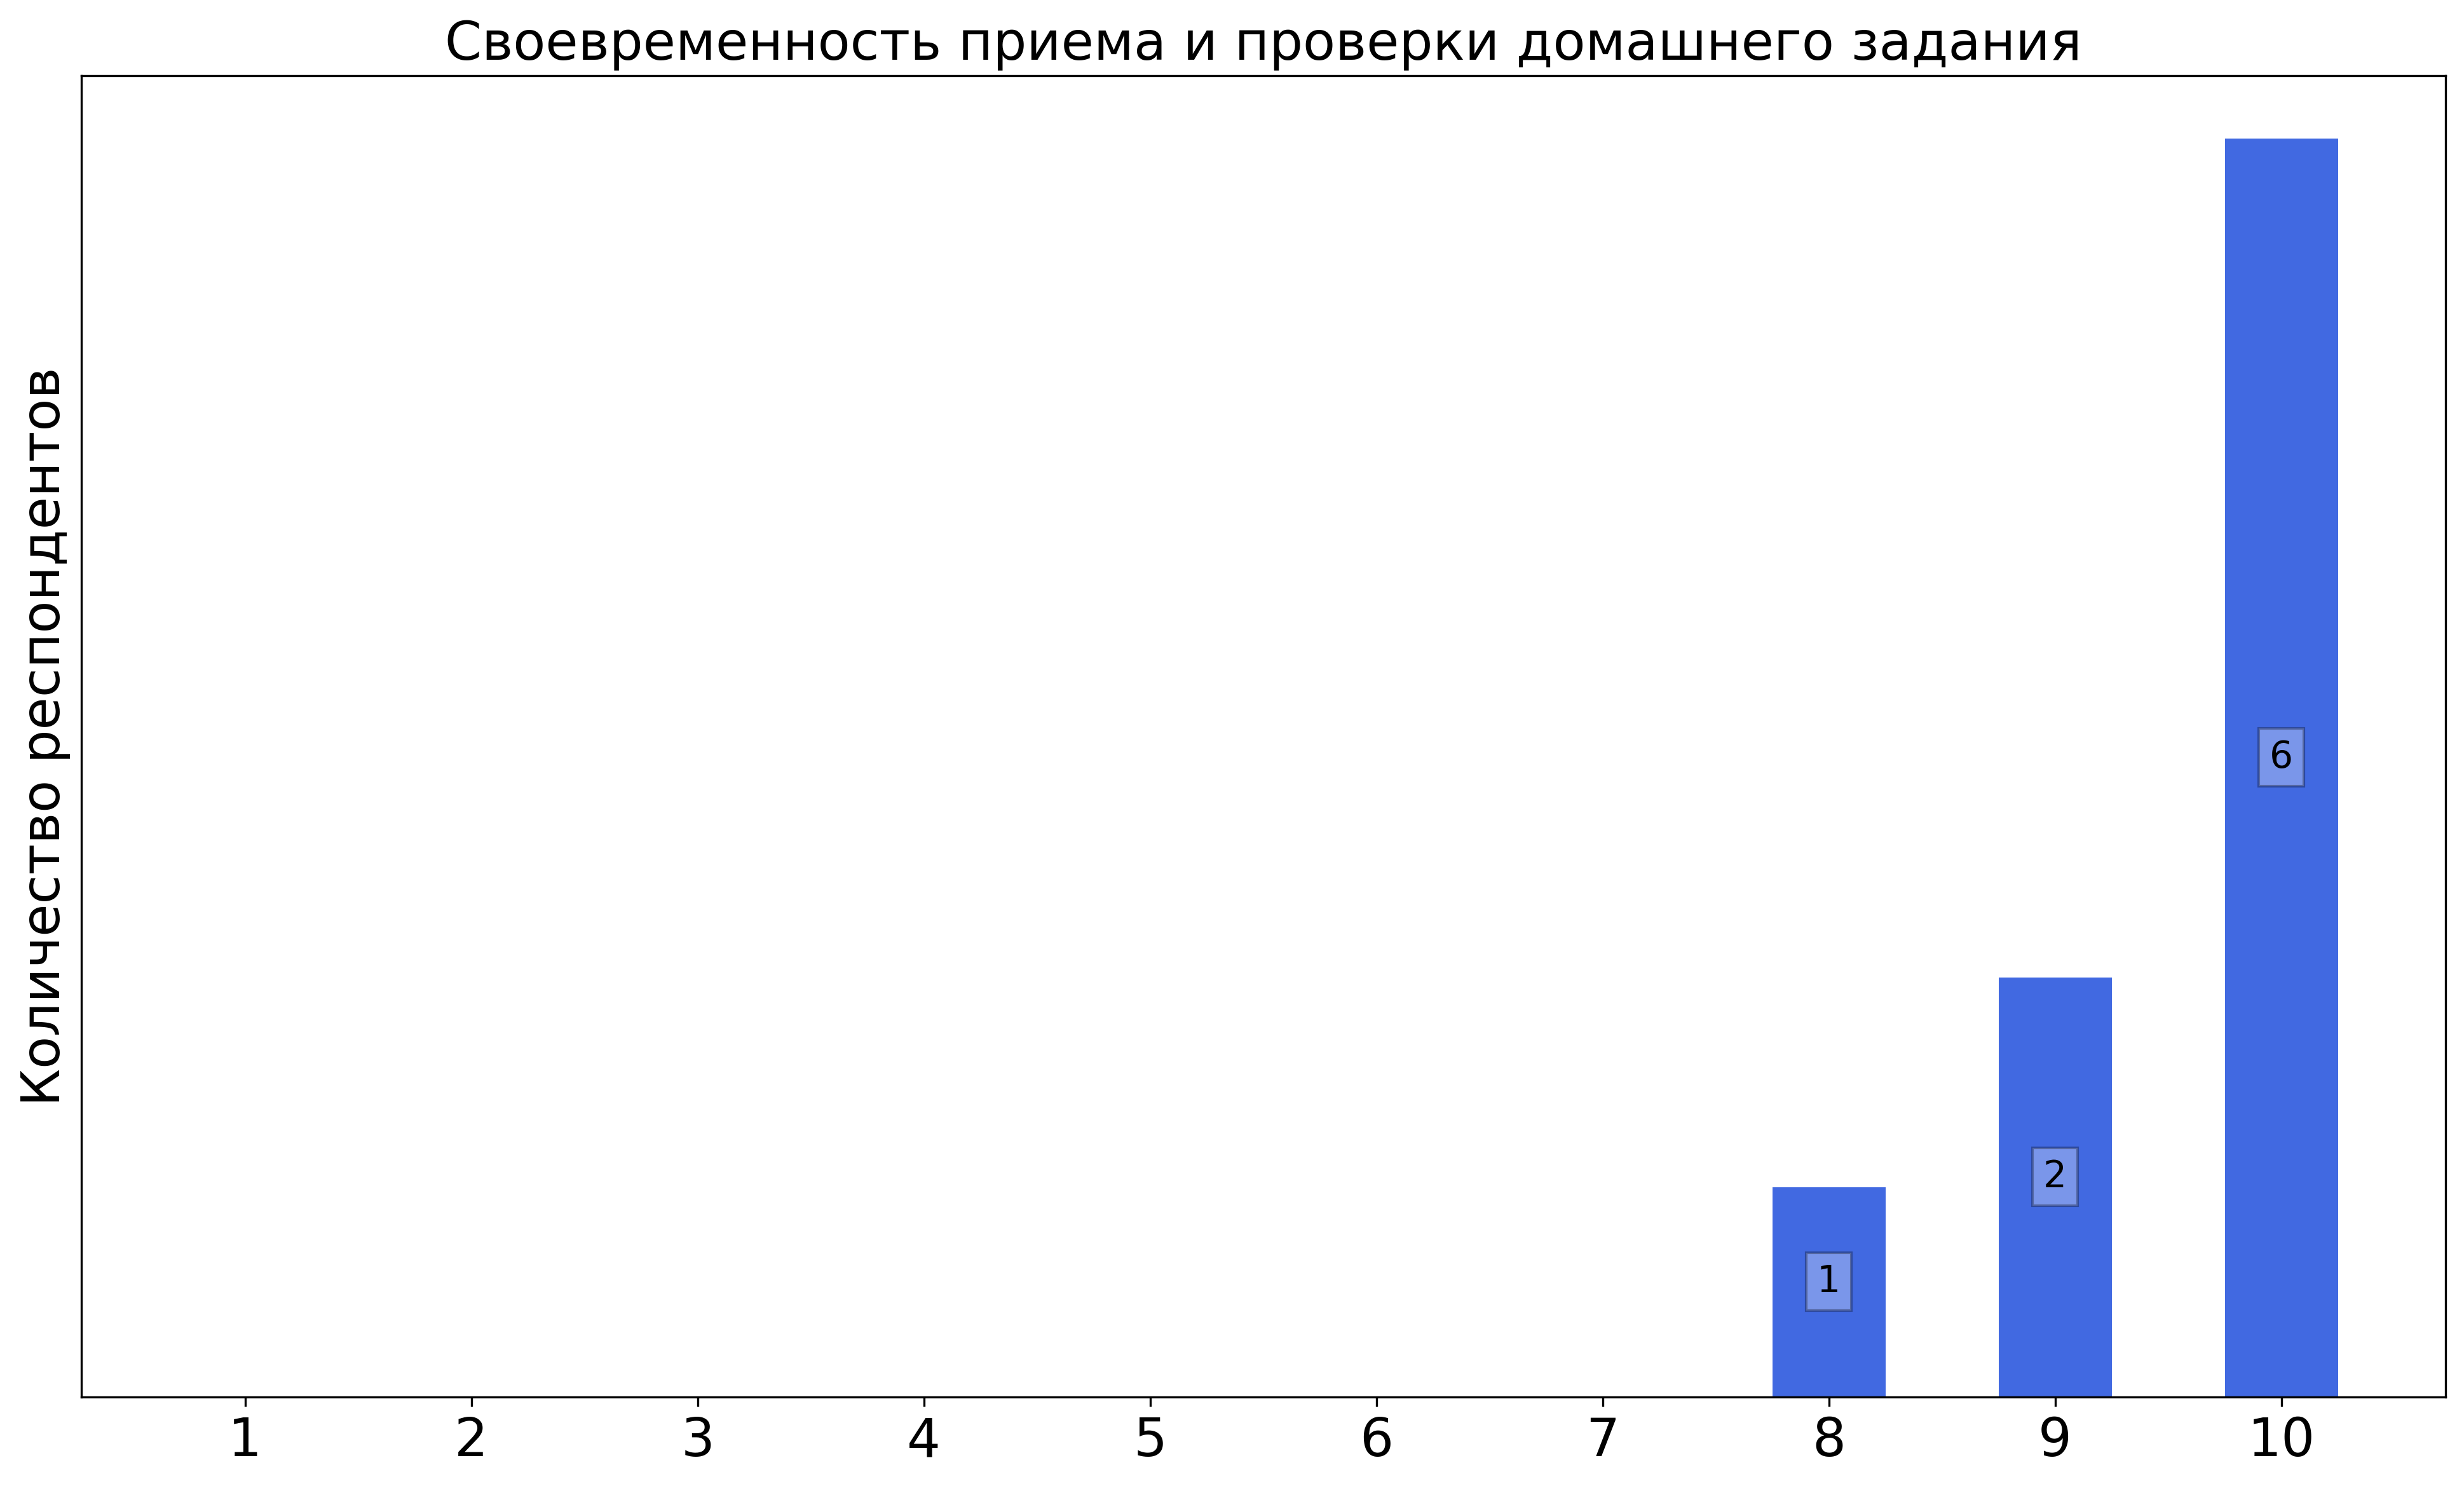 Своевременность приема и проверки домашнего задания
Количество респондентов
6
2
1
1 2 3 4 5 6 7 8 9 10